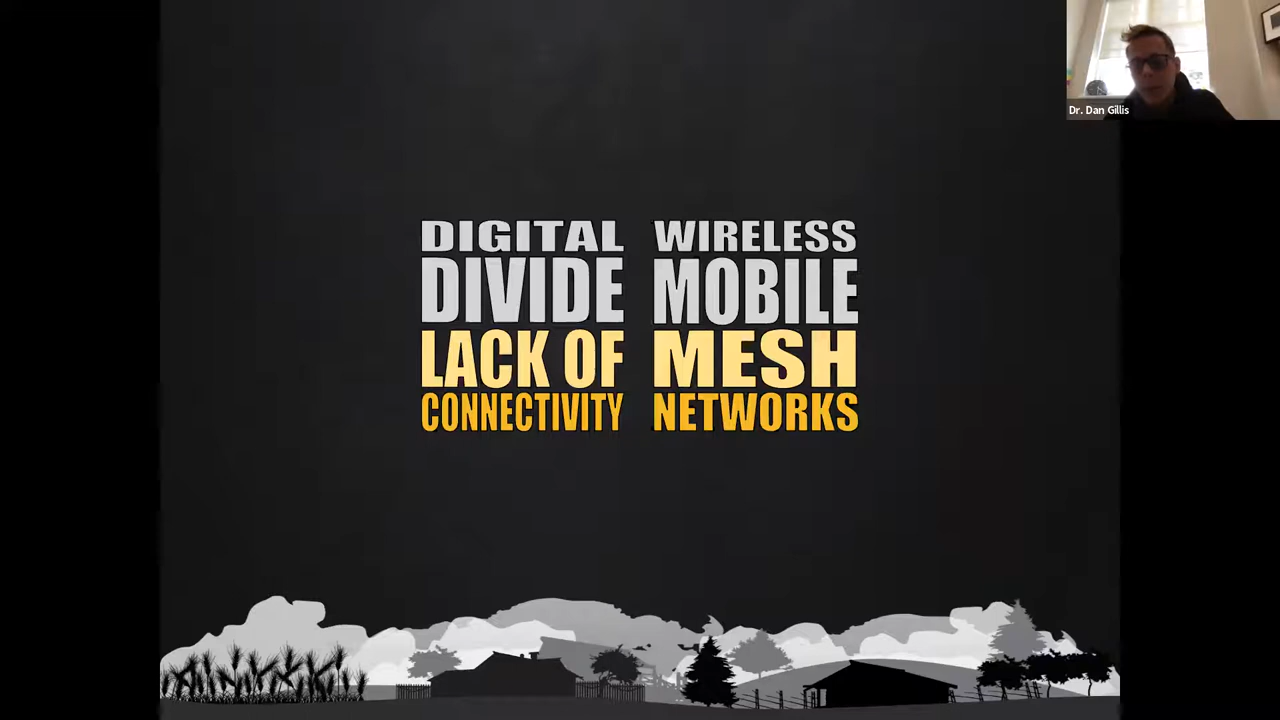 DIGITAL
DIVIDE
LACK OF
CONNECTIVITY
WIRELESS
MOBILE
MESH
NETWORKS
Dr. Dan Gillis